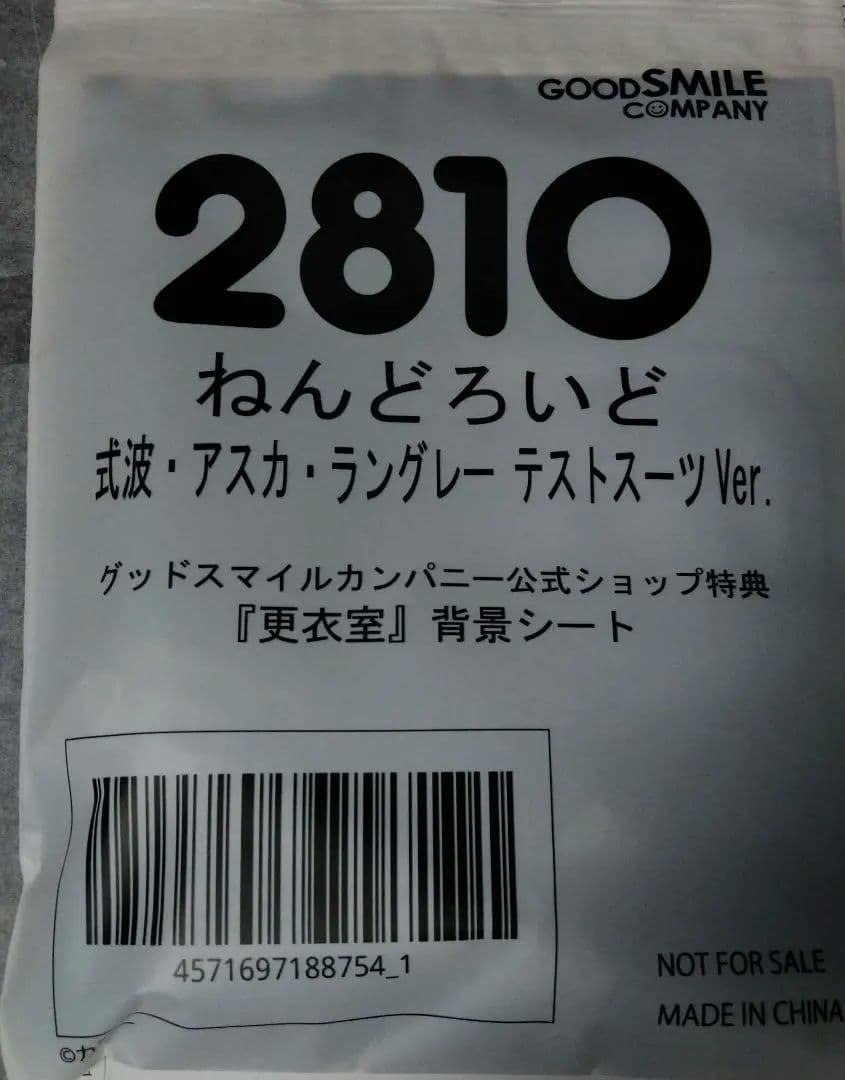 GOODSMILE
COMPANY
2810
ねんどろいど
式波・アスカ・ラングレー テストスーツVer.
グッドスマイルカンパニー公式ショップ特典
『更衣室』背景シート
4571697188754_1
NOT FOR SALE
MADE IN CHINA
©カ